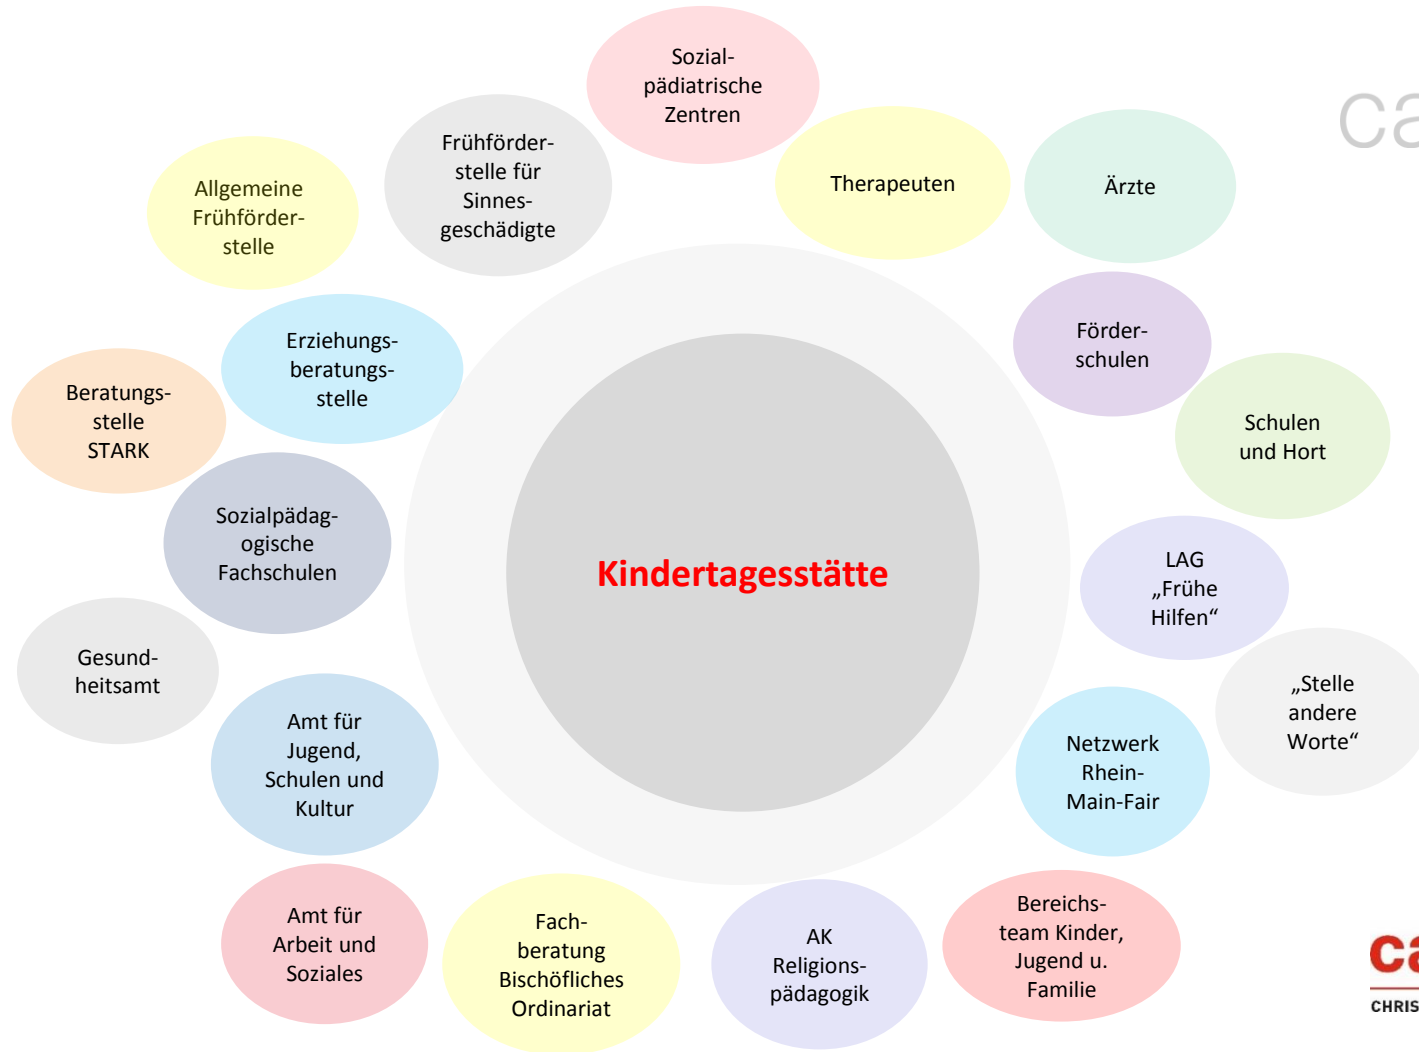 Sozial-
pädiatrische
Zentren
ca
Frühförder-
stelle für
Sinnes-
geschädigte
Therapeuten
Ärzte
Allgemeine
Frühförder-
stelle
Erziehungs-
beratungs-
stelle
Förder-
schulen
Beratungs-
stelle
STARK
Schulen
und Hort
Sozialpädag-
ogische
Fachschulen
Kindertagesstätte
LAG
„Frühe
Hilfen“
Gesund-
heitsamt
„Stelle
andere
Worte“
Amt für
Jugend,
Schulen und
Kultur
Netzwerk
Rhein-
Main-Fair
Amt für
Arbeit und
Soziales
Fach-
beratung
Bischöfliches
Ordinariat
AK
Religions-
pädagogik
Bereichs-
team Kinder,
Jugend u.
Familie
ca
CHRIS